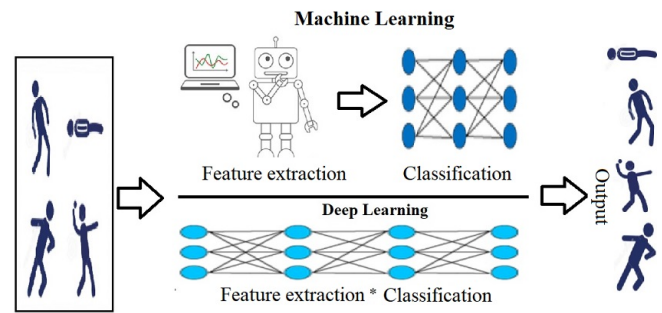 Machine Learning
Feature extraction
Classification
Deep Learning
Feature extraction * Classification
Output